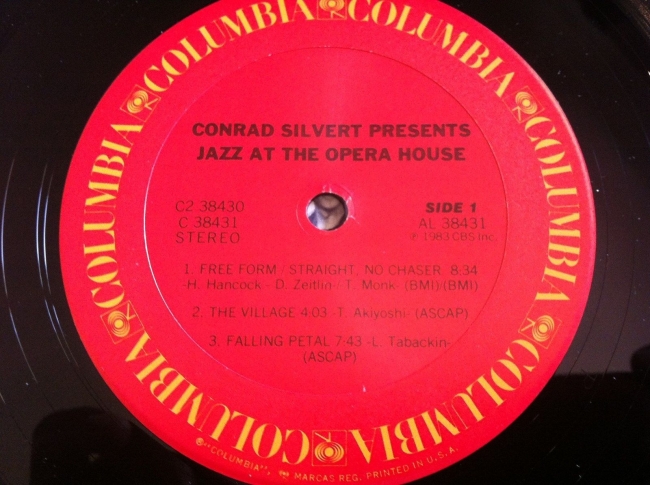 COLUMBIA COLUMBIA COLUMBIA COLUMBIA COLUMBIA COLUMBIA COLUMBIA COLUMBIA
CONRAD SILVERT PRESENTS
JAZZ AT THE OPERA HOUSE
C2 38430
C 38431
STEREO
SIDE 1
AL 38431
℗ 1983 CBS Inc.
1. FREE FORM - STRAIGHT, NO CHASER 8:34
-H. Hancock - D. Zeitlin - T. Monk- (BMI)(BMI)
2. THE VILLAGE 4:03 -T. Akiyoshi- (ASCAP)
3. FALLING PETAL 7:43 -L. Tabackin-
(ASCAP)
© "COLUMBIA", MARCAS REG. PRINTED IN U.S.A.